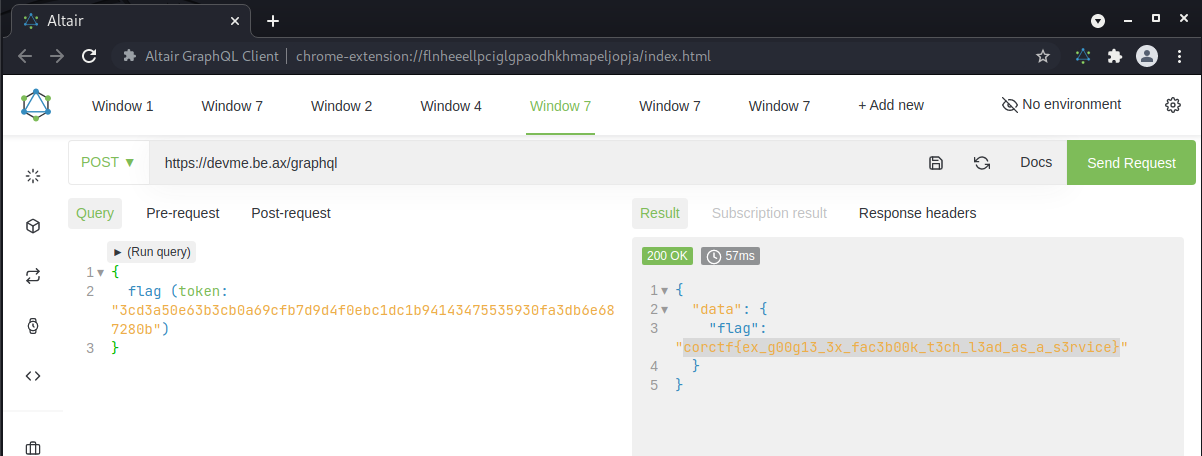 Altair
Altair GraphQL Client | chrome-extension://flnheeellpciglgpaodhkhmapeljopja/index.html
Window 1 Window 7 Window 2 Window 4 Window 7 Window 7 Window 7 + Add new No environment
POST ▼ https://devme.be.ax/graphql Docs Send Request
Query Pre-request Post-request
Result Subscription result Response headers
► (Run query)
1 ▼ {
2 flag (token:
"3cd3a50e63b3cb0a69cfb7d9d4f0ebc1dc1b94143475535930fa3db6e68
7280b")
3 }
200 OK 57ms
1 ▼ {
2 ▼ "data": {
3 "flag":
"corctf{ex_g00g13_3x_fac3b00k_t3ch_l3ad_as_a_s3rvice}"
4 }
5 }